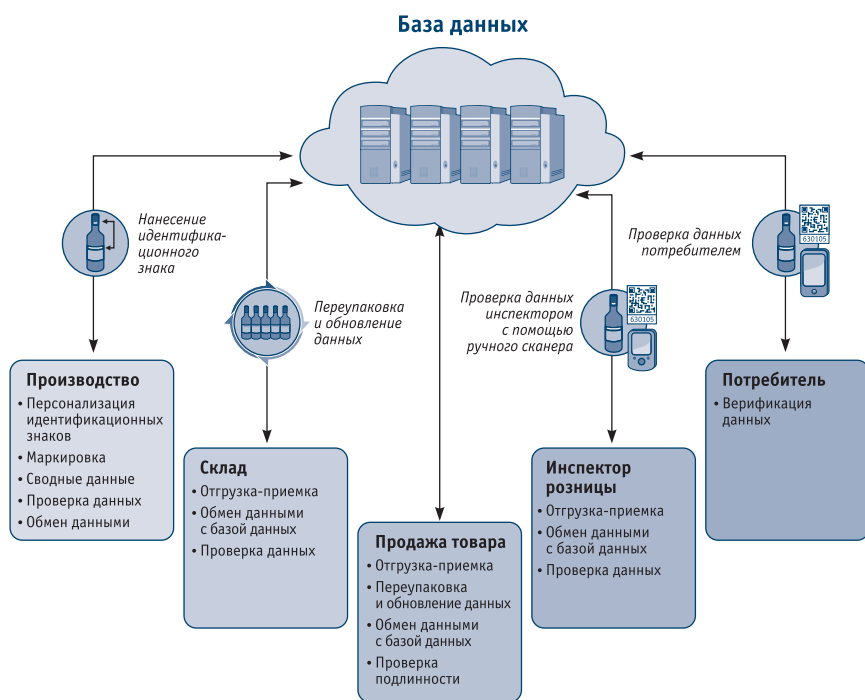 База данных
Нанесение
идентифика-
ционного
знака
Переупаковка
и обновление
данных
Проверка данных
инспектором
с помощью
ручного сканера
630105
Проверка данных
потребителем
630105
Производство
• Персонализация
идентификационных
знаков
• Маркировка
• Сводные данные
• Проверка данных
• Обмен данными
Склад
• Отгрузка-приемка
• Обмен данными
с базой данных
• Проверка данных
Продажа товара
• Отгрузка-приемка
• Переупаковка
и обновление данных
• Обмен данными
с базой данных
• Проверка
подлинности
Инспектор
розницы
• Отгрузка-приемка
• Обмен данными
с базой данных
• Проверка данных
Потребитель
• Верификация
данных